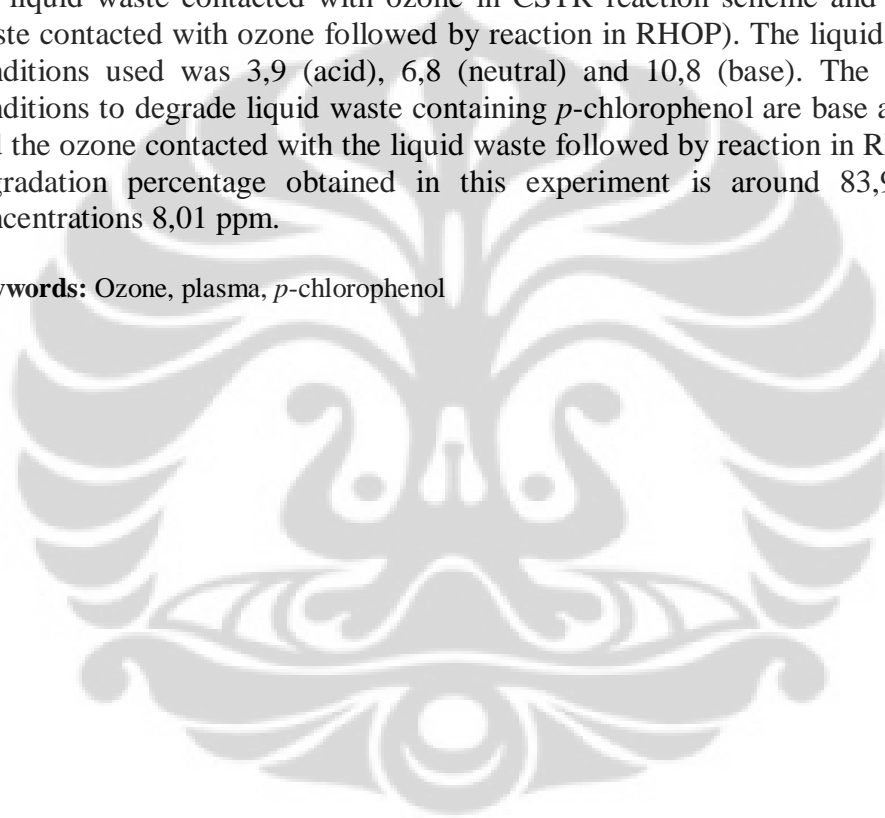 liquid waste contacted with ozone in CSTR reaction scheme and
ste contacted with ozone followed by reaction in RHOP). The liquid
nditions used was 3,9 (acid), 6,8 (neutral) and 10,8 (base). The
nditions to degrade liquid waste containing p-chlorophenol are base a
d the ozone contacted with the liquid waste followed by reaction in R
gradation percentage obtained in this experiment is around 83,9
ncentrations 8,01 ppm.
ywords: Ozone, plasma, p-chlorophenol